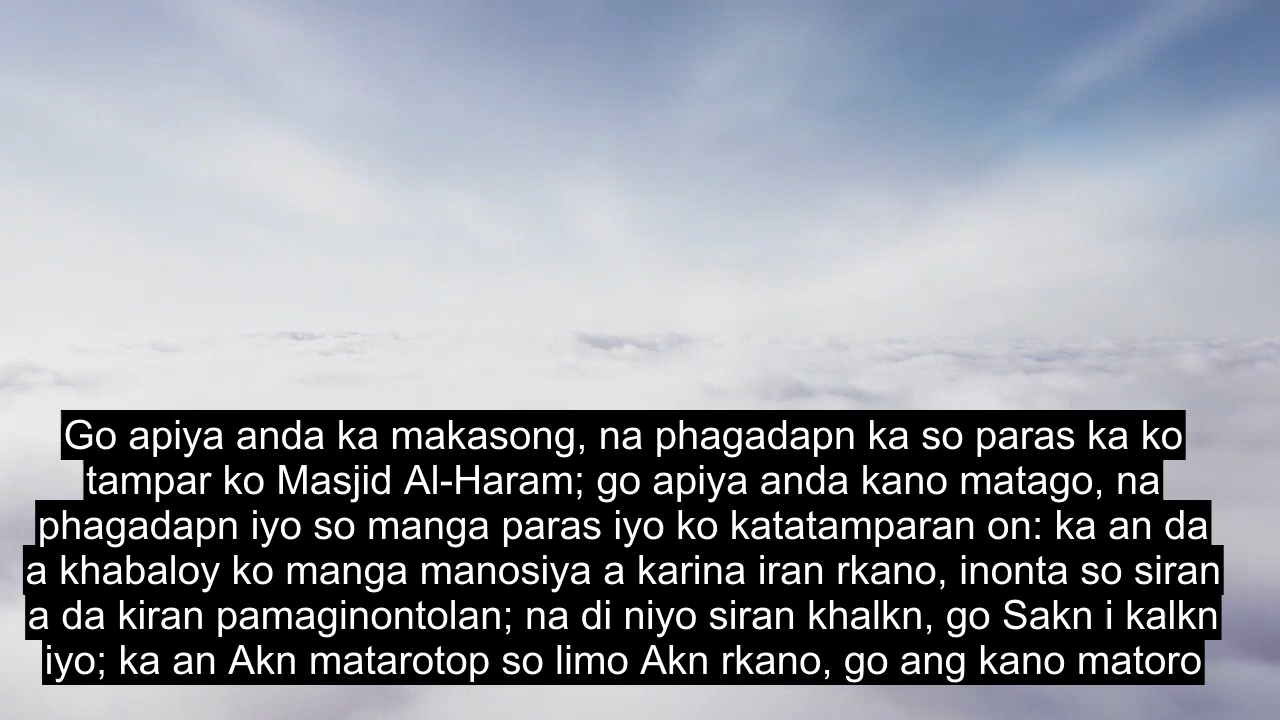 Go apiya anda ka makasong, na phagadapn ka so paras ka ko
tampar ko Masjid Al-Haram; go apiya anda kano matago, na
phagadapn iyo so manga paras iyo ko katatamparan on: ka an da
a khabaloy ko manga manosiya a karina iran rkano, inonta so siran
a da kiran pamaginontolan; na di niyo siran khalkn, go Sakn i kalkn
iyo; ka an Akn matarotop so limo Akn rkano, go ang kano matoro